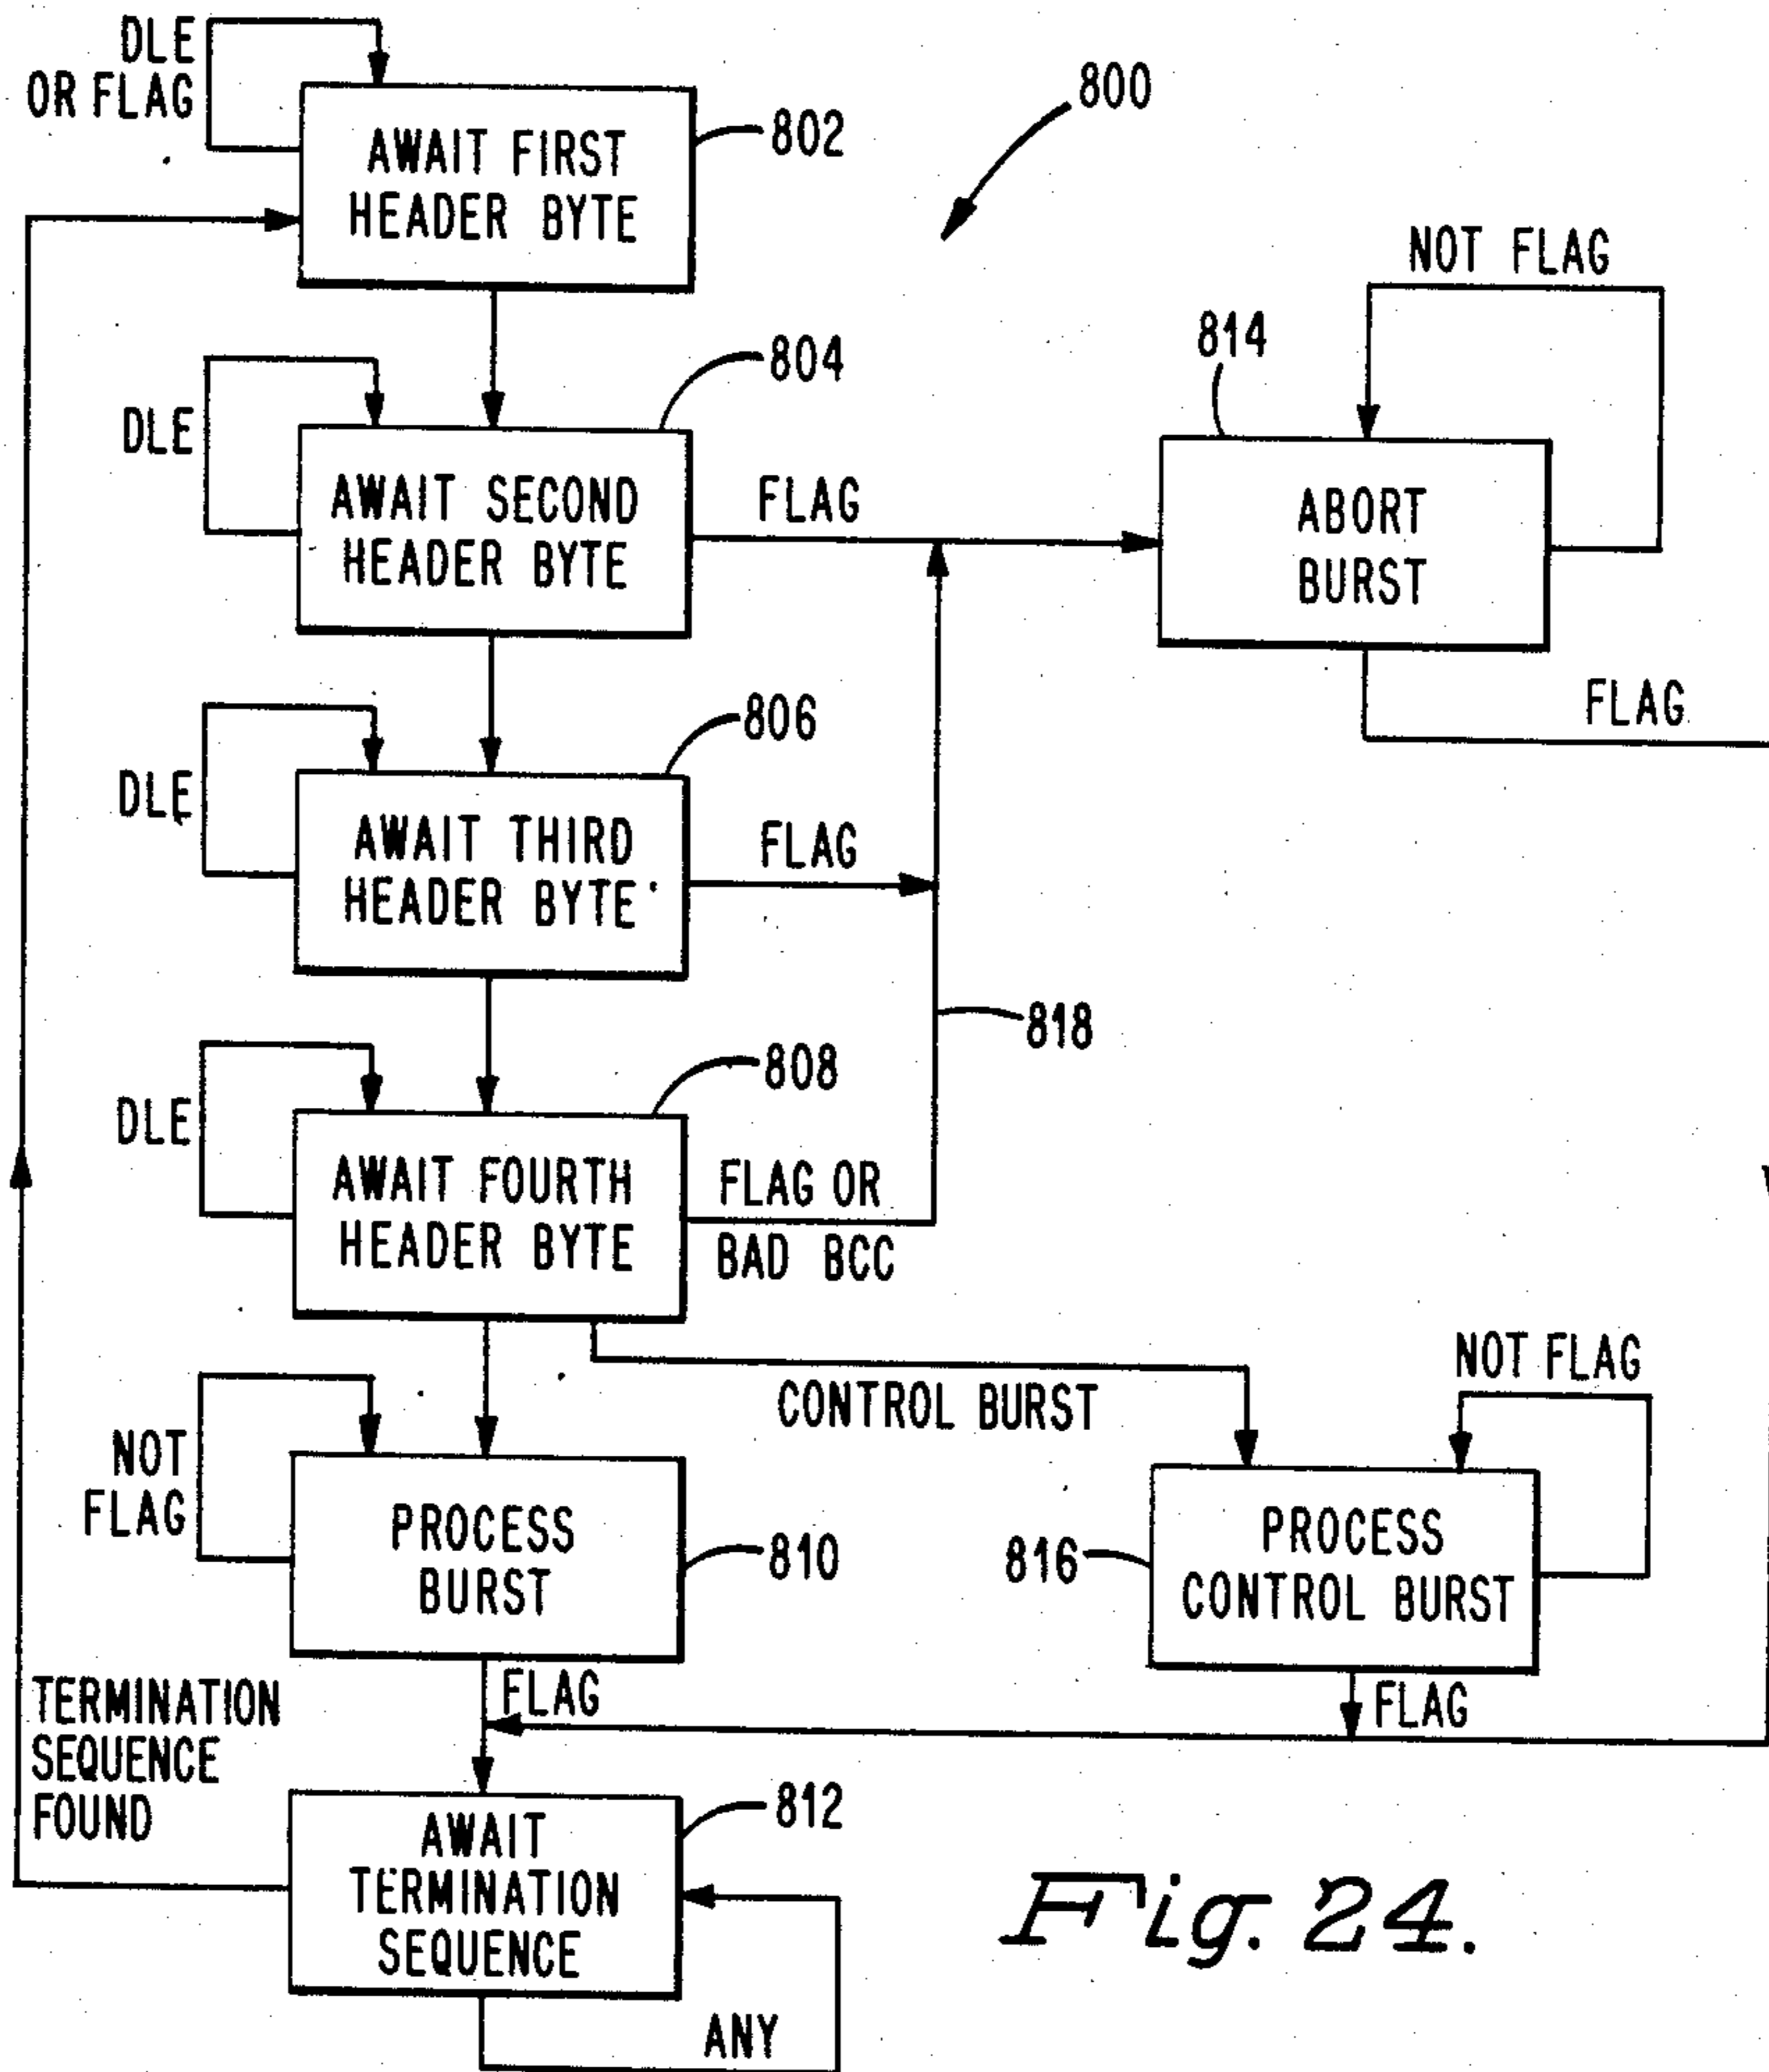 DLE
OR FLAG
AWAIT FIRST
HEADER BYTE
802
800
NOT FLAG
814
804
DLE
AWAIT SECOND
HEADER BYTE
FLAG
ABORT
BURST
FLAG
806
DLE
AWAIT THIRD
HEADER BYTE
FLAG
818
808
DLE
AWAIT FOURTH
HEADER BYTE
FLAG OR
BAD BCC
CONTROL BURST
NOT FLAG
NOT
FLAG
PROCESS
BURST
810
816
PROCESS
CONTROL BURST
FLAG
FLAG
TERMINATION
SEQUENCE
FOUND
812
AWAIT
TERMINATION
SEQUENCE
ANY
Fig. 24.